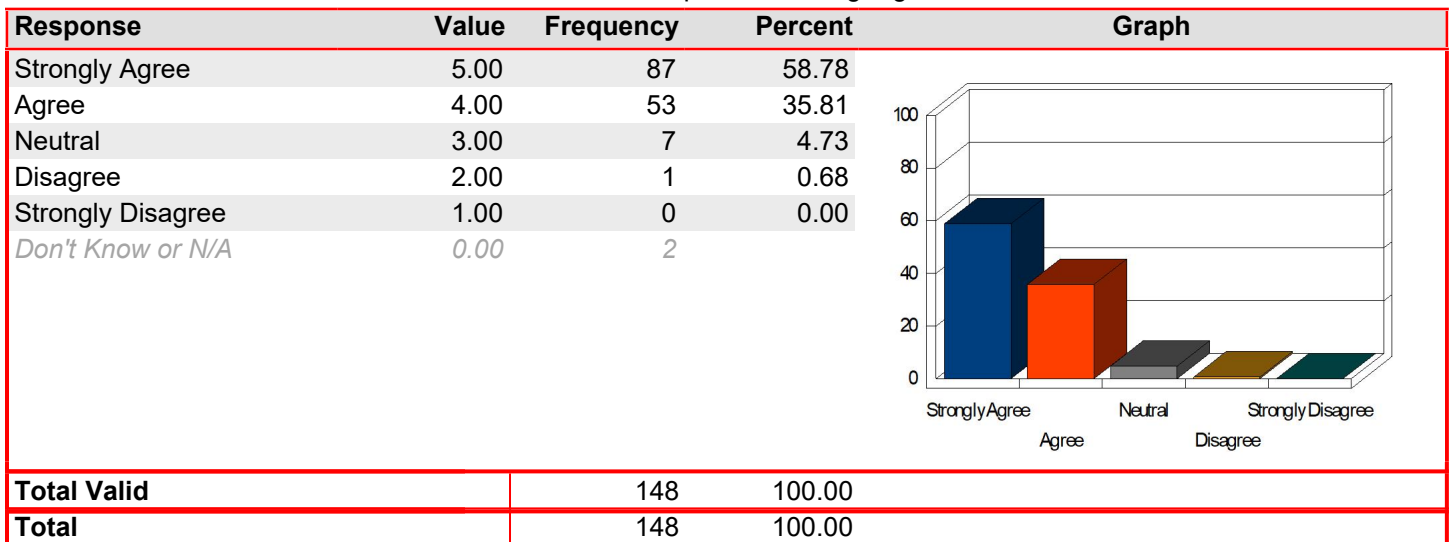 Response Value Frequency Percent Graph
Strongly Agree 5.00 87 58.78
Agree 4.00 53 35.81
Neutral 3.00 7 4.73
Disagree 2.00 1 0.68
Strongly Disagree 1.00 0 0.00
Don't Know or N/A 0.00 2
100
80
60
40
20
0
Strongly Agree Neutral Strongly Disagree
Agree Disagree
Total Valid 148 100.00
Total 148 100.00